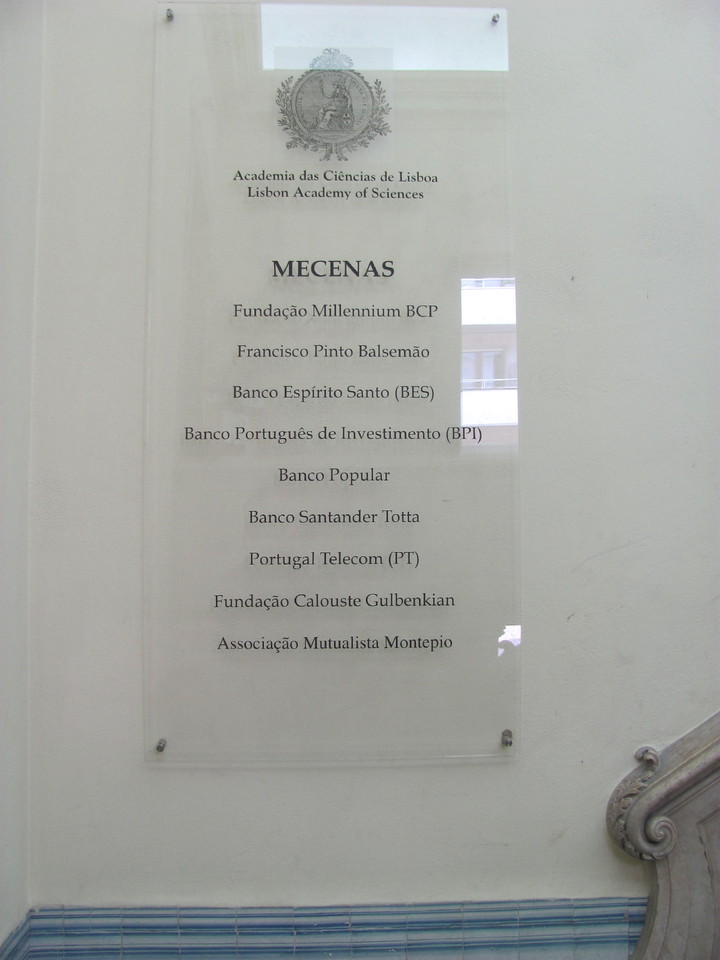 Academia das Ciências de Lisboa
Lisbon Academy of Sciences
MECENAS
Fundação Millennium BCP
Francisco Pinto Balsemão
Banco Espírito Santo (BES)
Banco Português de Investimento (BPI)
Banco Popular
Banco Santander Totta
Portugal Telecom (PT)
Fundação Calouste Gulbenkian
Associação Mutualista Montepio